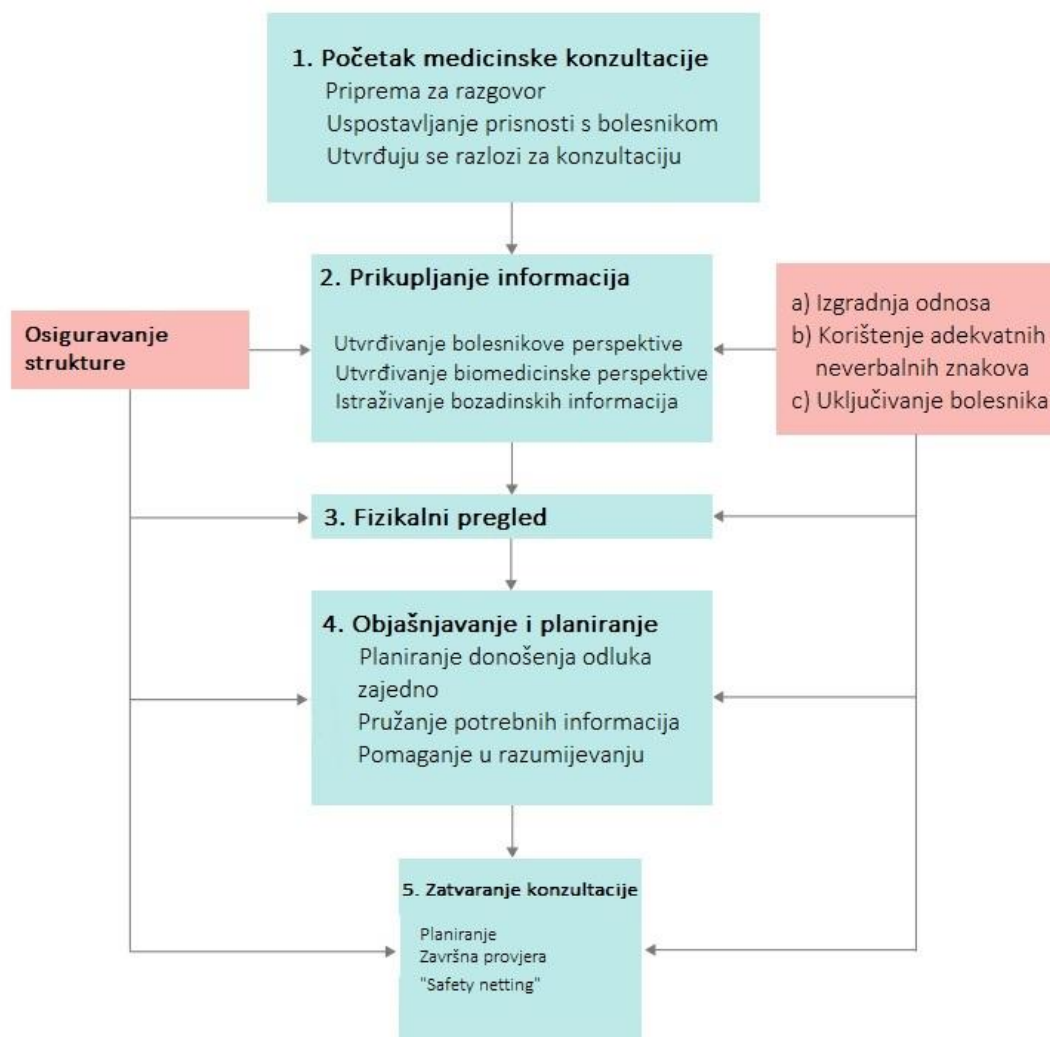 1. Početak medicinske konzultacije
Priprema za razgovor
Uspostavljanje prisnosti s bolesnikom
Utvrđuju se razlozi za konzultaciju
2. Prikupljanje informacija
Utvrđivanje bolesnikove perspektive
Utvrđivanje biomedicinske perspektive
Istraživanje bozadinskih informacija
Osiguravanje
strukture
a) Izgradnja odnosa
b) Korištenje adekvatnih
neverbalnih znakova
c) Uključivanje bolesnika
3. Fizikalni pregled
4. Objašnjavanje i planiranje
Planiranje donošenja odluka
zajedno
Pružanje potrebnih informacija
Pomaganje u razumijevanju
5. Zatvaranje konzultacije
Planiranje
Završna provjera
"Safety netting"